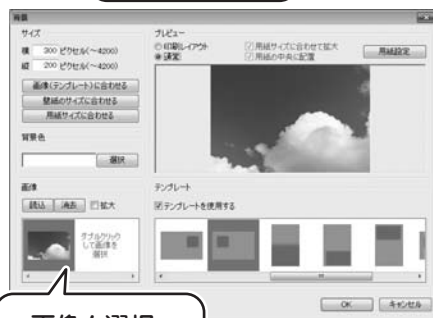 背景
サイズ
横 300 ピクセル(～4200)
縦 200 ピクセル(～4200)
画像(テンプレート)に合わせる
壁紙のサイズに合わせる
用紙サイズに合わせる
背景色
選択
画像
読込 消去 拡大
ダブルクリック
して画像を
選択
プレビュー
印刷レイアウト
通常
用紙サイズに合わせて拡大
用紙の中央に配置
用紙設定
テンプレート
テンプレートを使用する
OK キャンセル